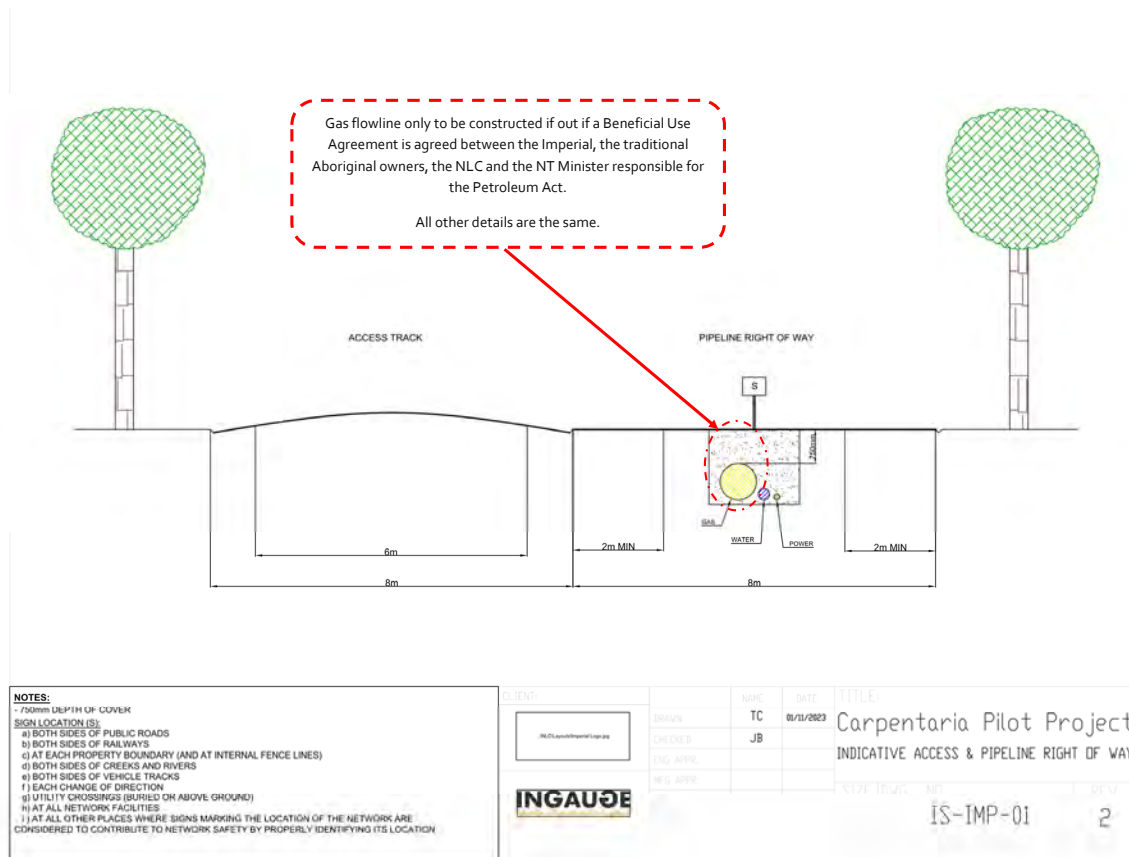 Gas flowline only to be constructed if out if a Beneficial Use
Agreement is agreed between the Imperial, the traditional
Aboriginal owners, the NLC and the NT Minister responsible for
the Petroleum Act.
All other details are the same.
ACCESS TRACK
PIPELINE RIGHT OF WAY
S
750mm
GAS
WATER
POWER
6m
2m MIN
2m MIN
8m
8m
NOTES:
- 750mm DEPTH OF COVER
SIGN LOCATION (S):
a) BOTH SIDES OF PUBLIC ROADS
b) BOTH SIDES OF RAILWAYS
c) AT EACH PROPERTY BOUNDARY (AND AT INTERNAL FENCE LINES)
d) BOTH SIDES OF CREEKS AND RIVERS
e) BOTH SIDES OF VEHICLE TRACKS
f ) EACH CHANGE OF DIRECTION
g) UTILITY CROSSINGS (BURIED OR ABOVE GROUND)
h) AT ALL NETWORK FACILITIES
i ) AT ALL OTHER PLACES WHERE SIGNS MARKING THE LOCATION OF THE NETWORK ARE
CONSIDERED TO CONTRIBUTE TO NETWORK SAFETY BY PROPERLY IDENTIFYING ITS LOCATION
CLIENT:
INGAUGE
NAME DATE
DRAWN TC 01/11/2023
CHECKED JB
ENG APPR.
MFG APPR.
TITLE:
Carpentaria Pilot Project
INDICATIVE ACCESS & PIPELINE RIGHT OF WAY
SIZE DWG. NO. REV
IS-IMP-01 2